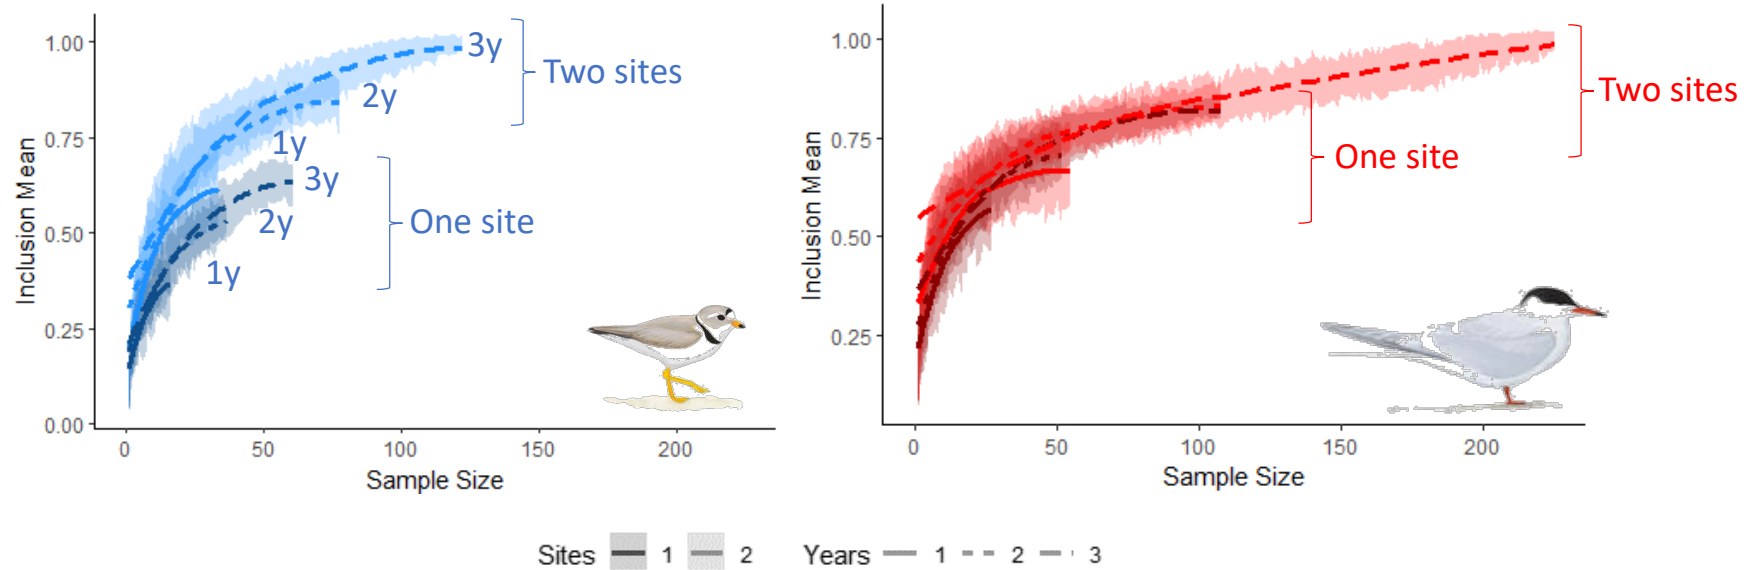 1.00
0.75
0.50
0.25
0.00
Inclusion Mean
0
50
100
150
200
Sample Size
3y
2y
1y
Two sites
3y
2y
1y
One site
1.00
0.75
0.50
0.25
Inclusion Mean
0
50
100
150
200
Sample Size
Two sites
One site
Sites 1 2 Years 1 2 3